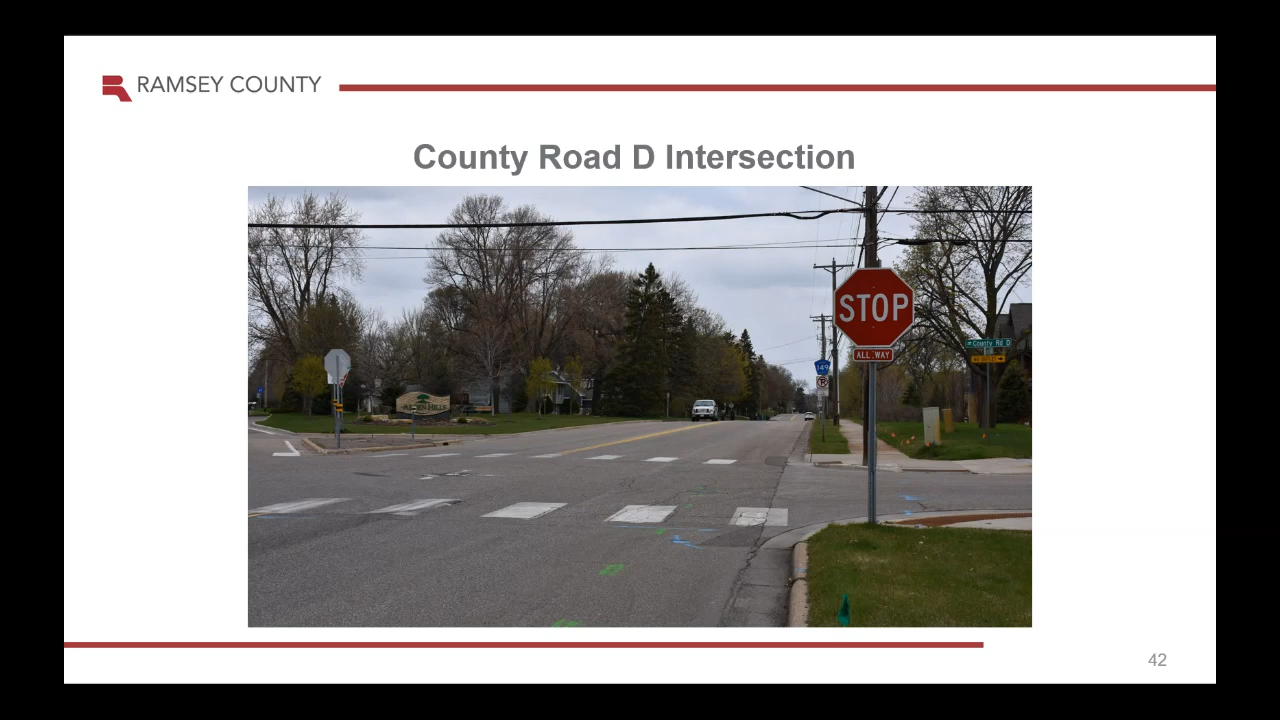 RAMSEY COUNTY
County Road D Intersection
STOP
ALL WAY
149
County Rd D
42